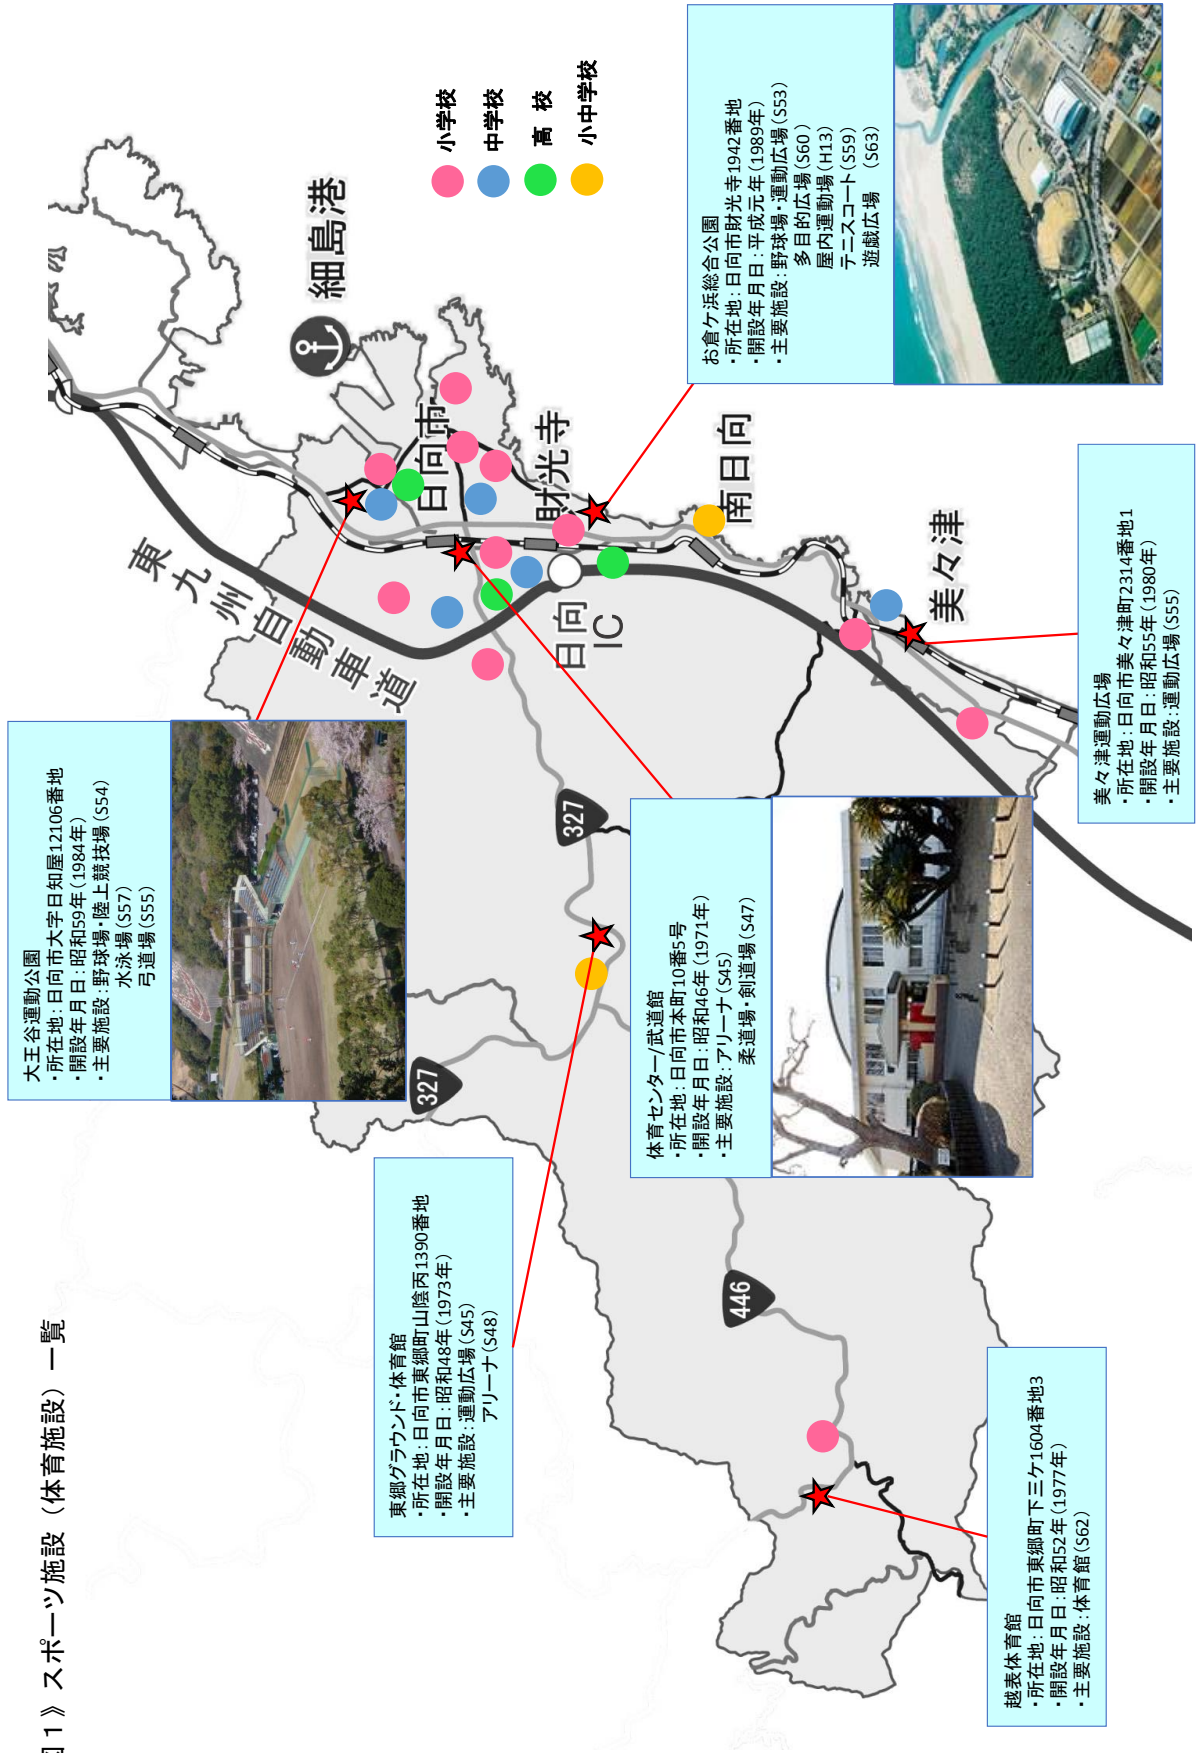 図１》スポーツ施設（体育施設）一覧
大王谷運動公園
・所在地：日向市大字日知屋12106番地
・開設年月日：昭和59年（1984年）
・主要施設：野球場・陸上競技場（S54）
水泳場（S57）
弓道場（S55）
東郷グラウンド・体育館
・所在地：日向市東郷町山陰丙1390番地
・開設年月日：昭和48年（1973年）
・主要施設：運動広場（S45）
アリーナ（S48）
体育センター/武道館
・所在地：日向市本町10番5号
・開設年月日：昭和46年（1971年）
・主要施設：アリーナ（S45）
柔道場・剣道場（S47）
越表体育館
・所在地：日向市東郷町下三ケ1604番地3
・開設年月日：昭和52年（1977年）
・主要施設：体育館（S62）
お倉ケ浜総合公園
・所在地：日向市財光寺1942番地
・開設年月日：平成元年（1989年）
・主要施設：野球場・運動広場（S53）
多目的広場（S60）
屋内運動場（H13）
テニスコート（S59）
遊戯広場　（S63）
美々津運動広場
・所在地：日向市美々津町2314番地1
・開設年月日：昭和55年（1980年）
・主要施設：運動広場（S55）
小学校
中学校
高　校
小中学校
細島港
東九州自動車道
日向市
財光寺
日向
IC
南日向
美々津
327
327
446